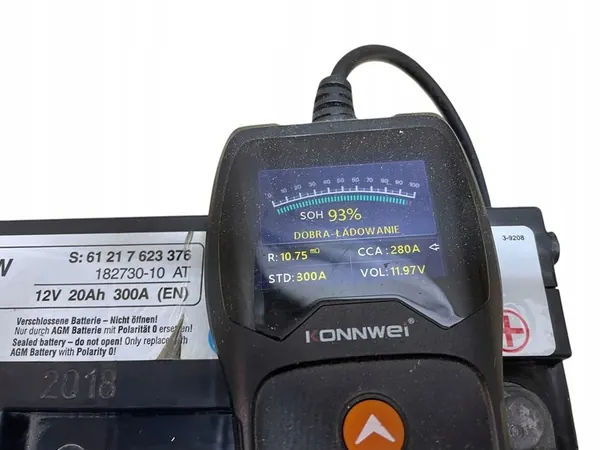 W
S: 61 21 7 623 376
182730-10 AT
12V 20Ah 300A (EN)
Verschlossene Batterie - Nicht öffnen!
Nur durch AGM Batterie mit Polarität 0 ersetzen!
Sealed battery - do not open! Only replace
AGM Battery with Polarity 0!
2018
0 10 20 30 40 50 60 70 80 90 100
SOH 93%
DOBRA-ŁADOWANIE
R: 10.75 mΩ
CCA: 280A
STD: 300A
VOL: 11.97V
KONNWEI®
3-9208